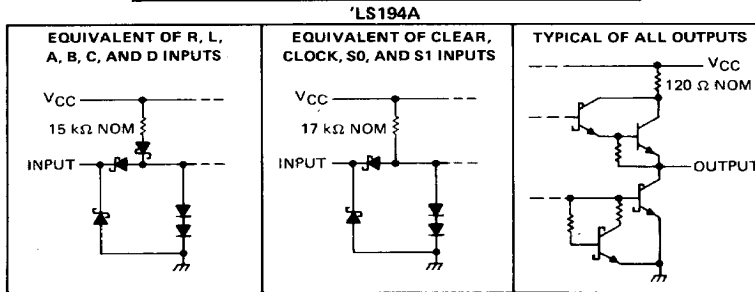 'LS194A
EQUIVALENT OF R, L,
A, B, C, AND D INPUTS
VCC
15 kΩ NOM
INPUT
EQUIVALENT OF CLEAR,
CLOCK, S0, AND S1 INPUTS
VCC
17 kΩ NOM
INPUT
TYPICAL OF ALL OUTPUTS
VCC
120 Ω NOM
OUTPUT